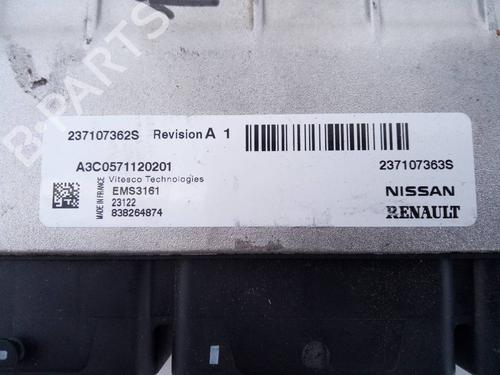 237107362S Revision A 1
A3C0571120201
237107363S
Vitesco Technologies
EMS3161
23122
838264874
MADE IN FRANCE
NISSAN
RENAULT
B-PARTS